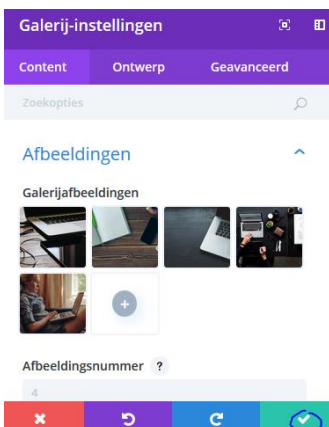 Galerij-instellingen
Content Ontwerp Geavanceerd
Zoekopties
Afbeeldingen
Galerijafbeeldingen
Afbeeldingsnummer ?
4